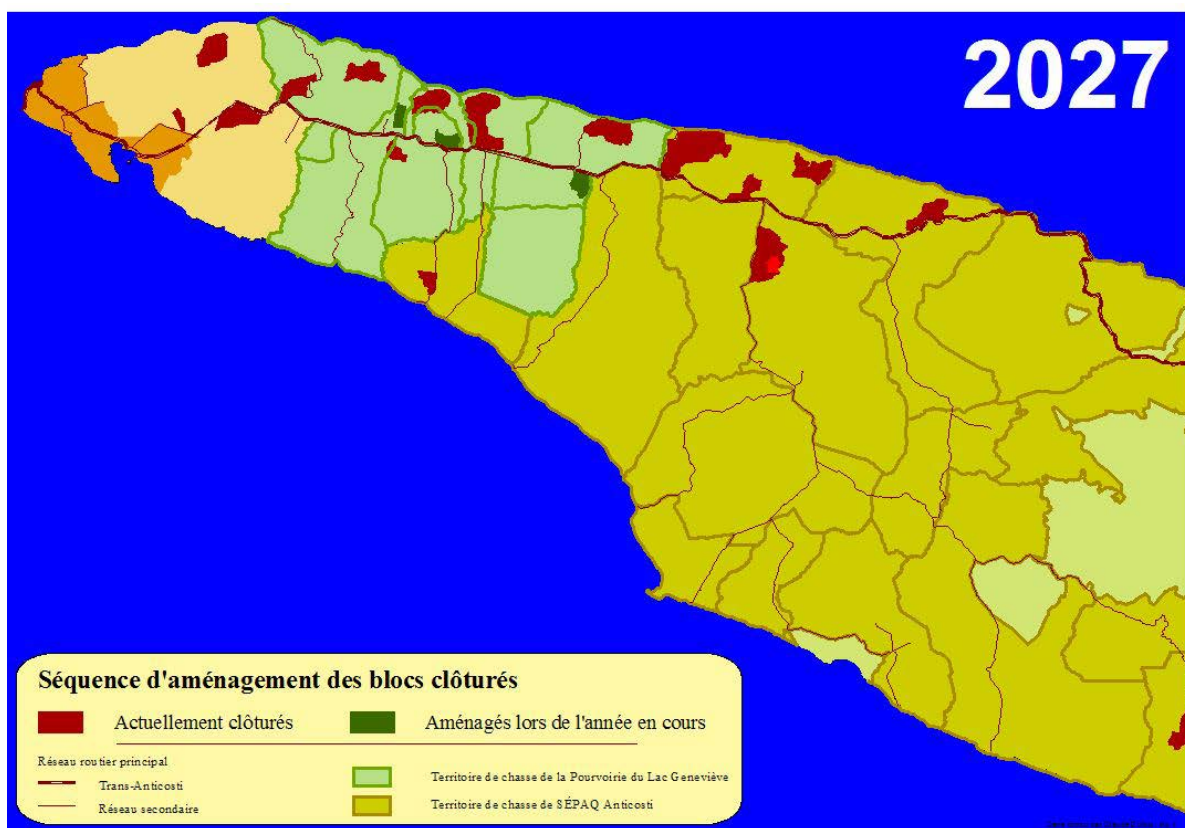 2027
Séquence d'aménagement des blocs clôturés
Actuellement clôturés
Aménagés lors de l'année en cours
Réseau routier principal
Trans-Anticosti
Réseau secondaire
Territoire de chasse de la Pourvoirie du Lac Geneviève
Territoire de chasse de SÉPAQ Anticosti